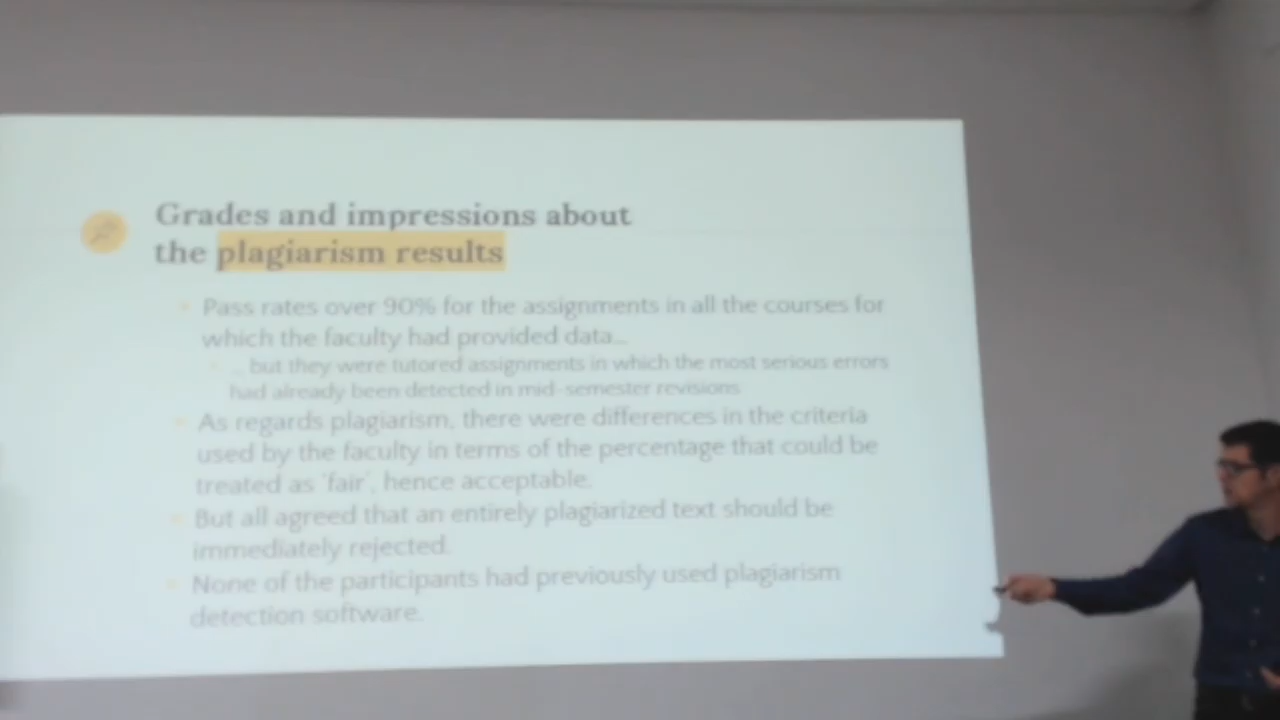 Grades and impressions about
the plagiarism results
Pass rates over 90% for the assignments in all the courses for
which the faculty had provided data...
... but they were tutored assignments in which the most serious errors
had already been detected in mid-semester revisions
As regards plagiarism, there were differences in the criteria
used by the faculty in terms of the percentage that could be
treated as 'fair', hence acceptable.
But all agreed that an entirely plagiarized text should be
immediately rejected.
None of the participants had previously used plagiarism
detection software.